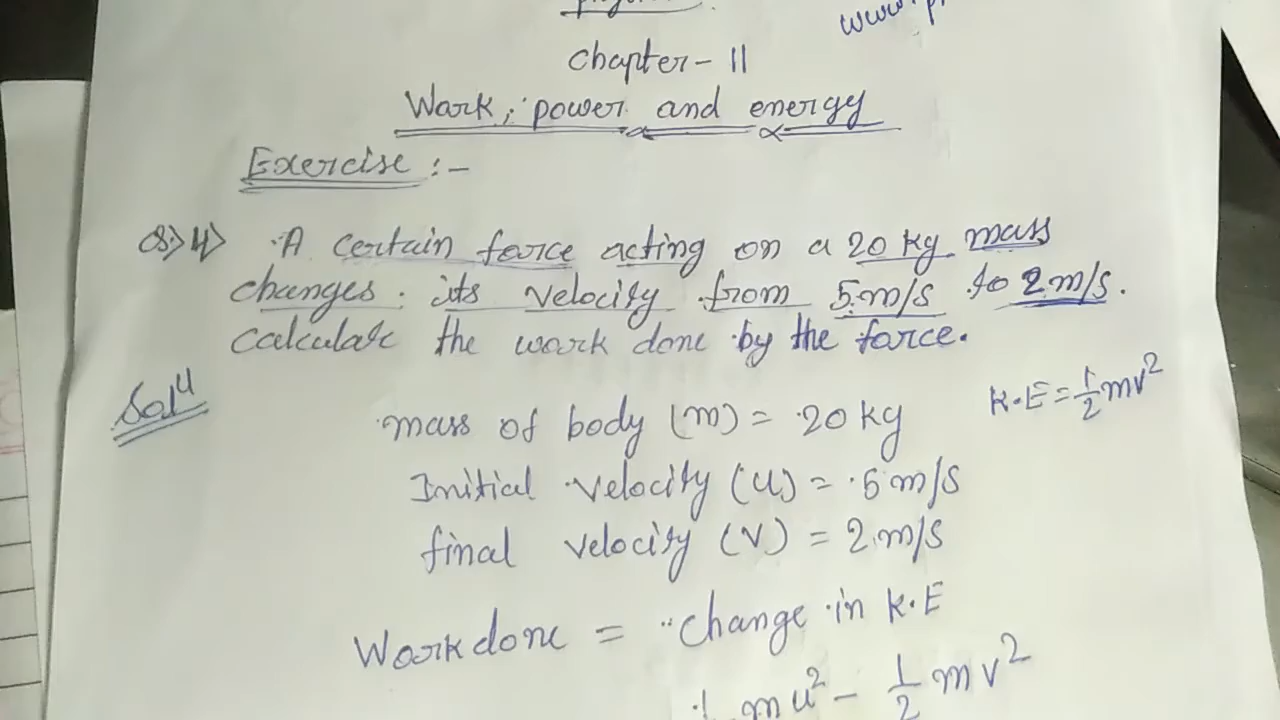 Chapter - 11
Work, power and energy
Exercise :-
Q.>4> A certain force acting on a 20 kg mass
changes its velocity from 5 m/s to 2 m/s.
calculate the work done by the force.
Sol4
K.E = 1/2 mv²
mass of body (m) = 20 kg
Initial velocity (u) = 5 m/s
final velocity (v) = 2 m/s
Work done = change in K.E
mu² - 1/2 mv²